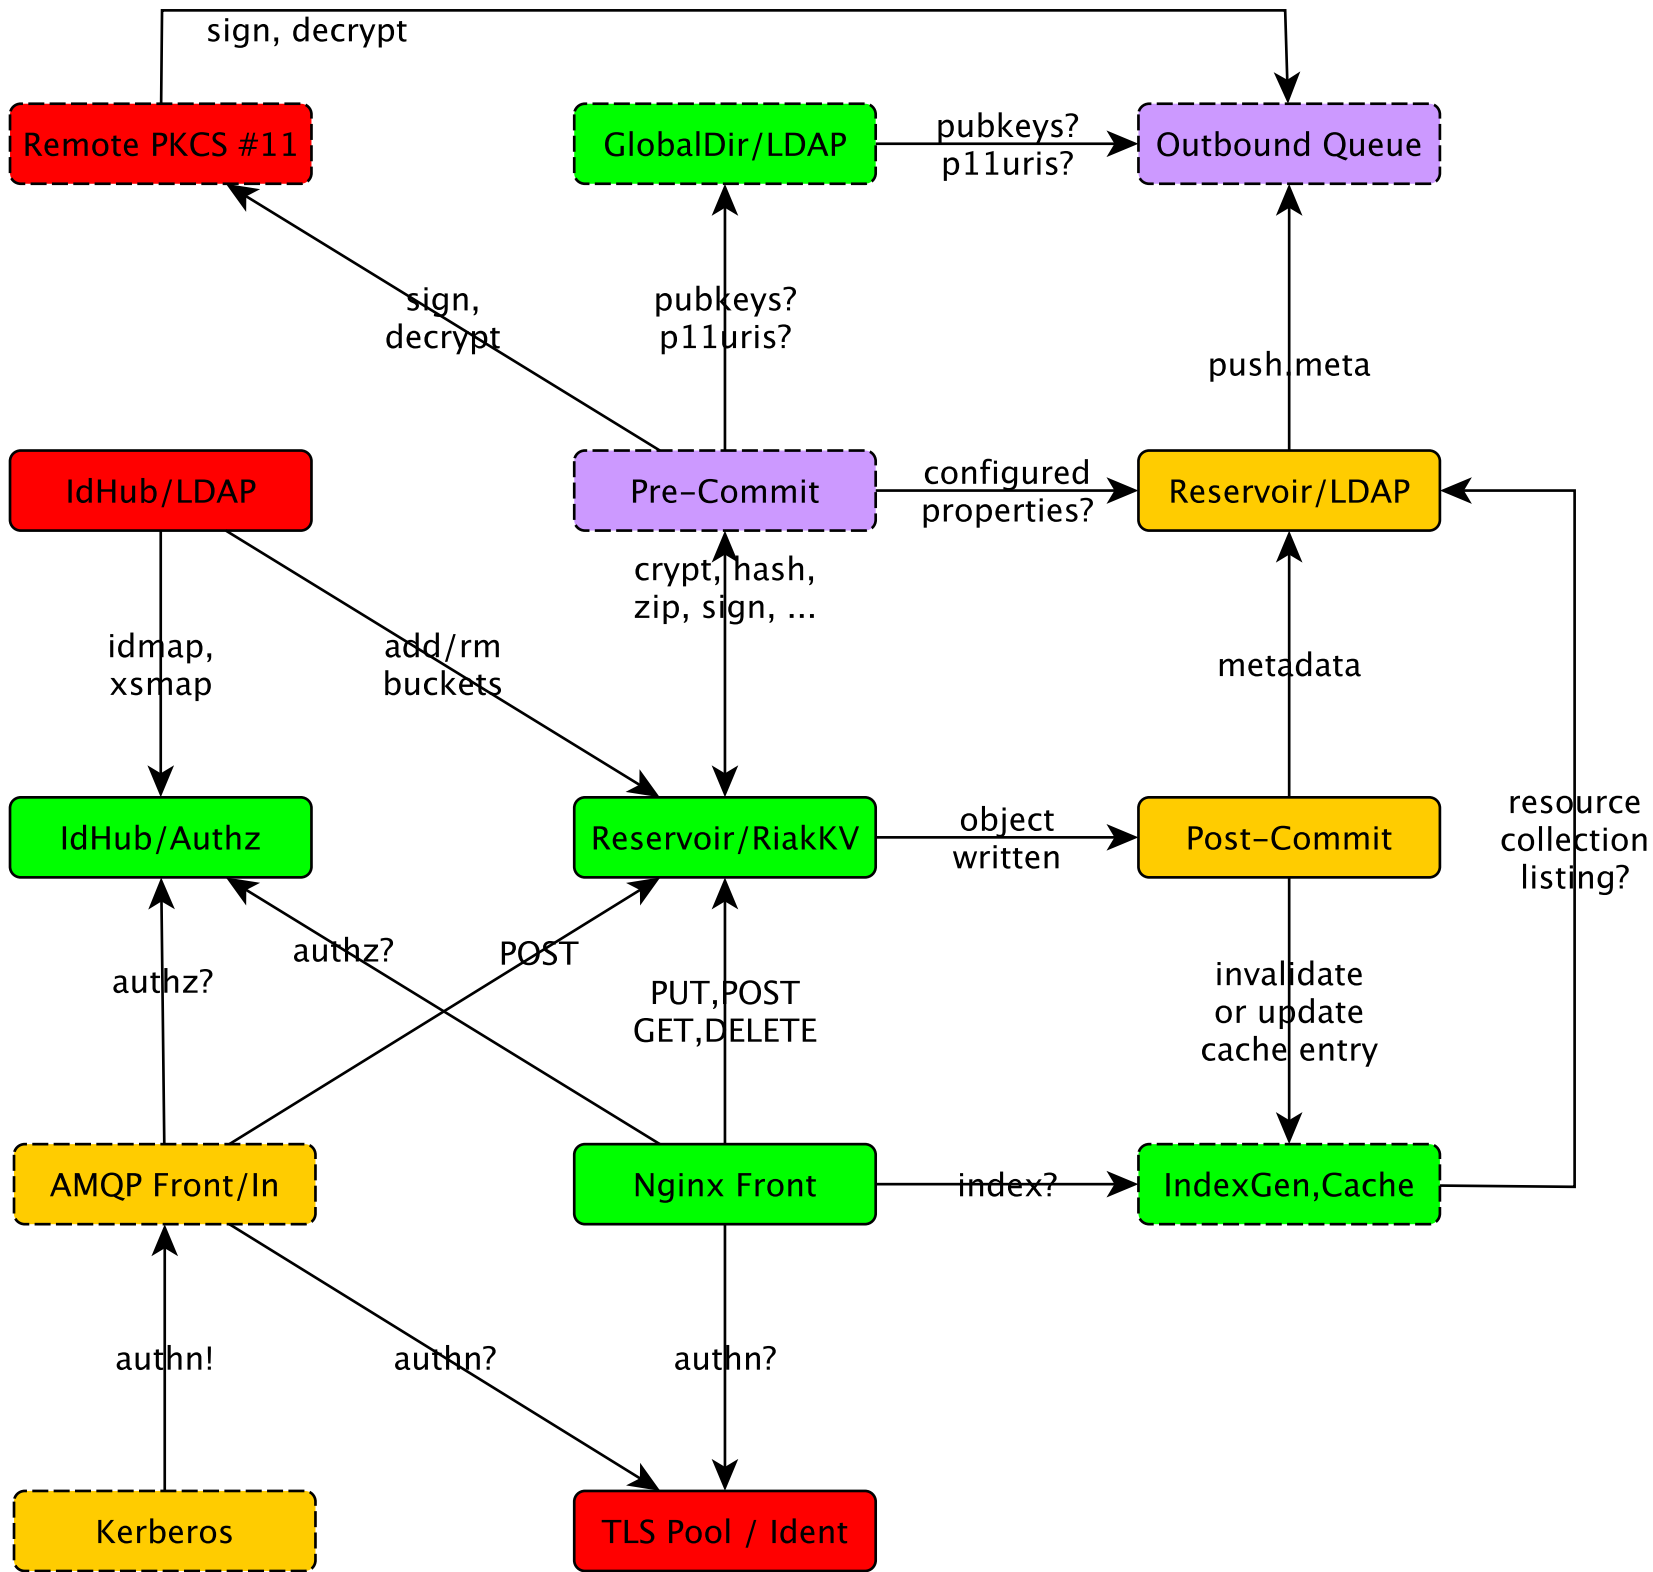 sign, decrypt
Remote PKCS #11
GlobalDir/LDAP
pubkeys?
p11uris?
Outbound Queue
sign,
decrypt
pubkeys?
p11uris?
push.meta
IdHub/LDAP
Pre-Commit
configured
properties?
Reservoir/LDAP
crypt, hash,
zip, sign, ...
idmap,
xsmap
add/rm
buckets
metadata
IdHub/Authz
Reservoir/RiakKV
object
written
Post-Commit
resource
collection
listing?
authz?
authz?
POST
PUT,POST
GET,DELETE
invalidate
or update
cache entry
AMQP Front/In
Nginx Front
index?
IndexGen,Cache
authn!
authn?
authn?
Kerberos
TLS Pool / Ident